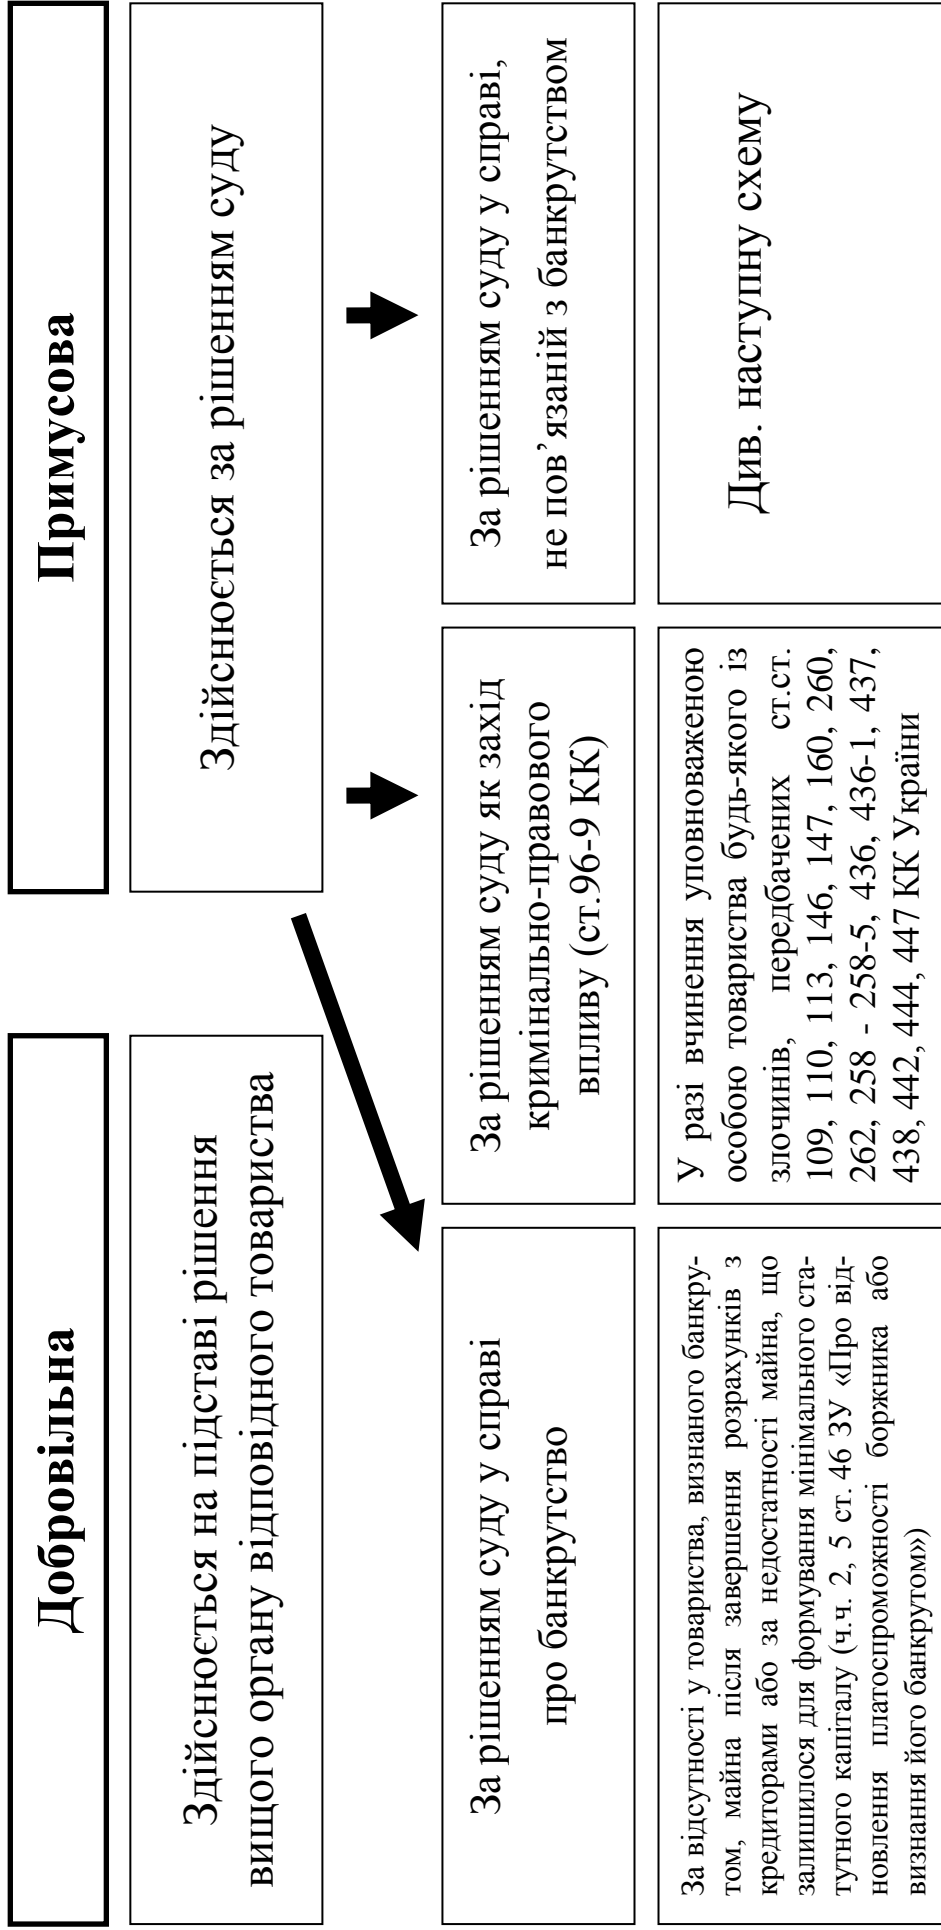 Добровільна
Примусова
Здійснюється на підставі рішення
вищого органу відповідного товариства
Здійснюється за рішенням суду
За рішенням суду у справі
про банкрутство
За рішенням суду як захід
кримінально-правового
впливу (ст.96-9 КК)
За рішенням суду у справі,
не пов’язаній з банкрутством
За відсутності у товариства, визнаного банкру-
том, майна після завершення розрахунків з
кредиторами або за недостатності майна, що
залишилося для формування мінімального ста-
тутного капіталу (ч.ч. 2, 5 ст. 46 ЗУ «Про від-
новлення платоспроможності боржника або
визнання його банкрутом»)
У разі вчинення уповноваженою
особою товариства будь-якого із
злочинів, передбачених ст.ст.
109, 110, 113, 146, 147, 160, 260,
262, 258 - 258-5, 436, 436-1, 437,
438, 442, 444, 447 КК України
Див. наступну схему